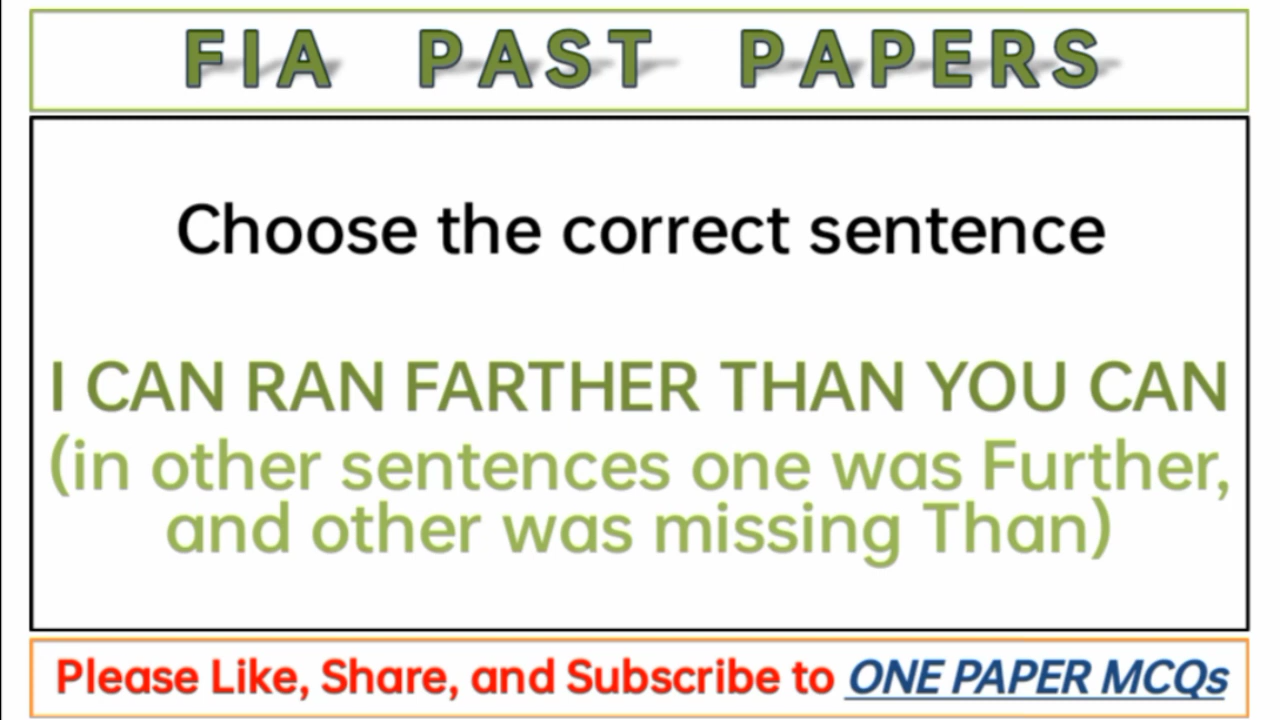 FIA PAST PAPERS
Choose the correct sentence
I CAN RAN FARTHER THAN YOU CAN
(in other sentences one was Further,
and other was missing Than)
Please Like, Share, and Subscribe to ONE PAPER MCQs